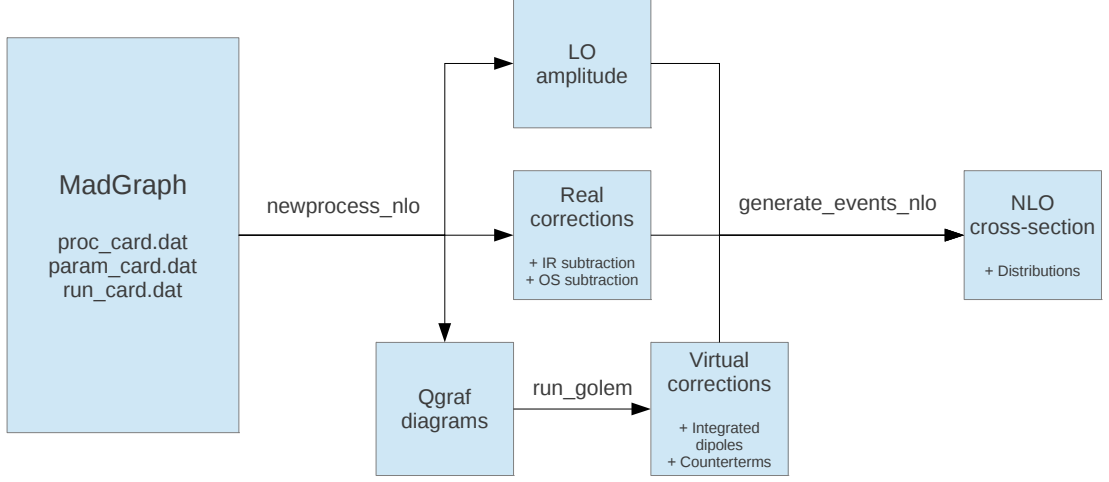 MadGraph
proc_card.dat
param_card.dat
run_card.dat
newprocess_nlo
LO
amplitude
Real
corrections
+ IR subtraction
+ OS subtraction
Qgraf
diagrams
run_golem
Virtual
corrections
+ Integrated
dipoles
+ Counterterms
generate_events_nlo
NLO
cross-section
+ Distributions